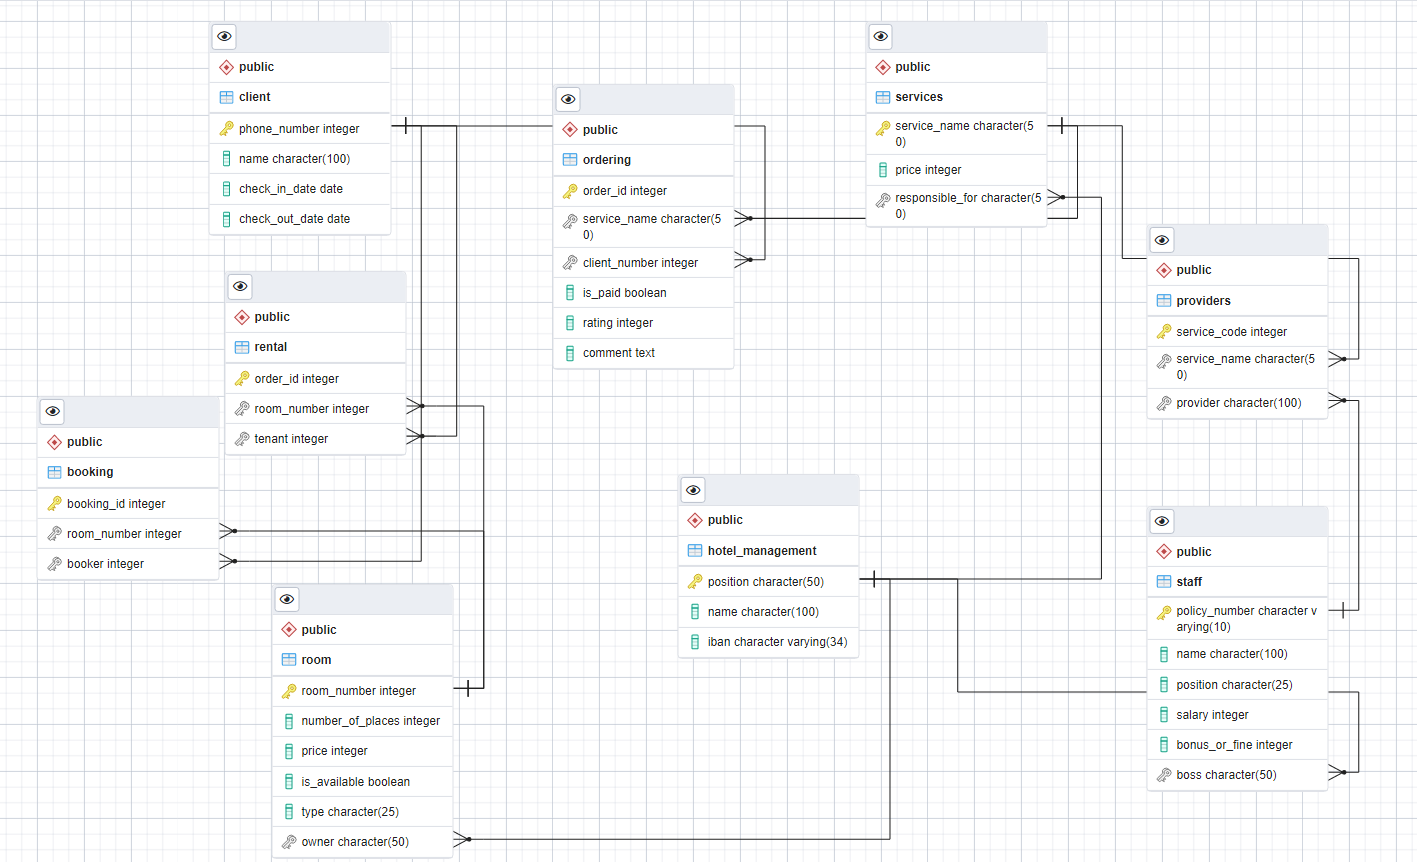 public
client
phone_number integer
name character(100)
check_in_date date
check_out_date date
public
ordering
order_id integer
service_name character(5
0)
client_number integer
is_paid boolean
rating integer
comment text
public
services
service_name character(5
0)
price integer
responsible_for character(5
0)
public
providers
service_code integer
service_name character(5
0)
provider character(100)
public
rental
order_id integer
room_number integer
tenant integer
public
booking
booking_id integer
room_number integer
booker integer
public
hotel_management
position character(50)
name character(100)
iban character varying(34)
public
staff
policy_number character v
arying(10)
name character(100)
position character(25)
salary integer
bonus_or_fine integer
boss character(50)
public
room
room_number integer
number_of_places integer
price integer
is_available boolean
type character(25)
owner character(50)